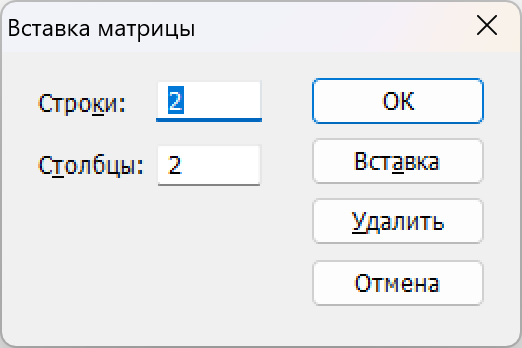 Вставка матрицы
Строки: 2
OK
Столбцы: 2
Вставка
Удалить
Отмена